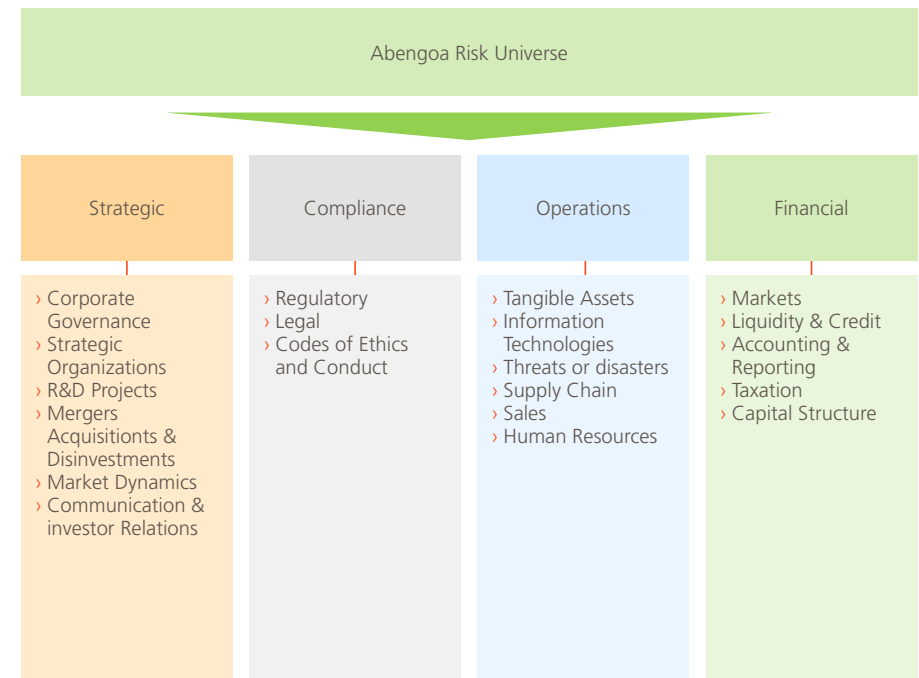 Abengoa Risk Universe
Strategic
Compliance
Operations
Financial
› Corporate
Governance
› Strategic
Organizations
› R&D Projects
› Mergers
Acquisitionts &
Disinvestments
› Market Dynamics
› Communication &
investor Relations
› Regulatory
› Legal
› Codes of Ethics
and Conduct
› Tangible Assets
› Information
Technologies
› Threats or disasters
› Supply Chain
› Sales
› Human Resources
› Markets
› Liquidity & Credit
› Accounting &
Reporting
› Taxation
› Capital Structure